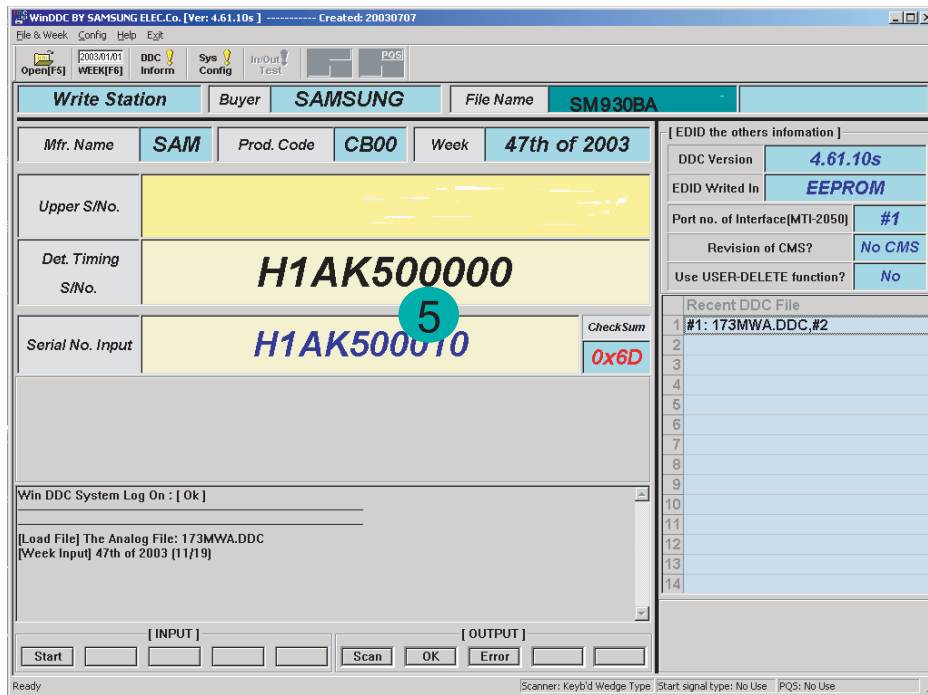 WinDDC BY SAMSUNG ELEC.Co. [Ver: 4.61.10s ] ----------- Created: 20030707
File & Week Config Help Exit
Open[F5]
2003/01/01
WEEK[F6]
DDC
Inform
Sys
Config
In/Out
Test
PQS
Write Station
Buyer
SAMSUNG
File Name
SM930BA
Mfr. Name
SAM
Prod. Code
CB00
Week
47th of 2003
Upper S/No.
Det. Timing
S/No.
H1AK500000
5
Serial No. Input
H1AK500010
CheckSum
0x6D
[ EDID the others infomation ]
DDC Version
4.61.10s
EDID Writed In
EEPROM
Port no. of Interface(MTI-2050)
#1
Revision of CMS?
No CMS
Use USER-DELETE function?
No
Recent DDC File
1 #1: 173MWA.DDC,#2
2
3
4
5
6
7
8
9
10
11
12
13
14
Win DDC System Log On : [ Ok ]
[Load File] The Analog File: 173MWA.DDC
[Week Input] 47th of 2003 (11/19)
[ INPUT ]
Start
[ OUTPUT ]
Scan
OK
Error
Ready
Scanner: Keyb'd Wedge Type
Start signal type: No Use
PQS: No Use